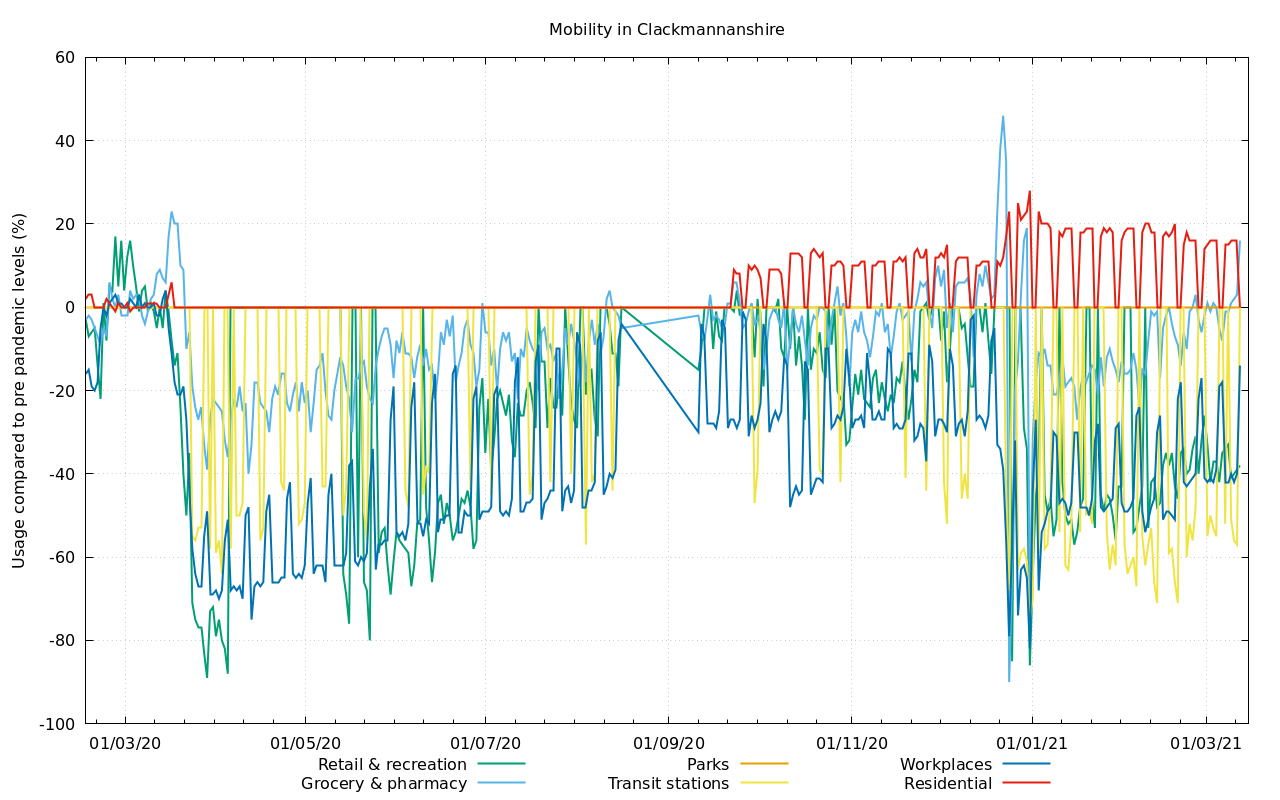 Mobility in Clackmannanshire
Usage compared to pre pandemic levels (%)
60
40
20
0
-20
-40
-60
-80
-100
01/03/20 01/05/20 01/07/20 01/09/20 01/11/20 01/01/21 01/03/21
Retail & recreation Parks Workplaces
Grocery & pharmacy Transit stations Residential